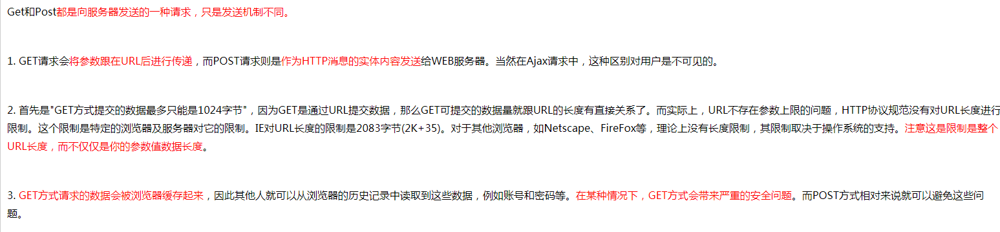 Get和Post都是向服务器发送的一种请求，只是发送机制不同。
1. GET请求会将参数跟在URL后进行传递，而POST请求则是作为HTTP消息的实体内容发送给WEB服务器。当然在Ajax请求中，这种区别对用户是不可见的。
2. 首先是"GET方式提交的数据最多只能是1024字节"，因为GET是通过URL提交数据，那么GET可提交的数据量就跟URL的长度有直接关系了。而实际上，URL不存在参数上限的问题，HTTP协议规范没有对URL长度进行
限制。这个限制是特定的浏览器及服务器对它的限制。IE对URL长度的限制是2083字节(2K+35)。对于其他浏览器，如Netscape、FireFox等，理论上没有长度限制，其限制取决于操作系统的支持。注意这是限制是整个
URL长度，而不仅仅是你的参数值数据长度。
3. GET方式请求的数据会被浏览器缓存起来，因此其他人就可以从浏览器的历史记录中读取到这些数据，例如账号和密码等。在某种情况下，GET方式会带来严重的安全问题。而POST方式相对来说就可以避免这些问
题。